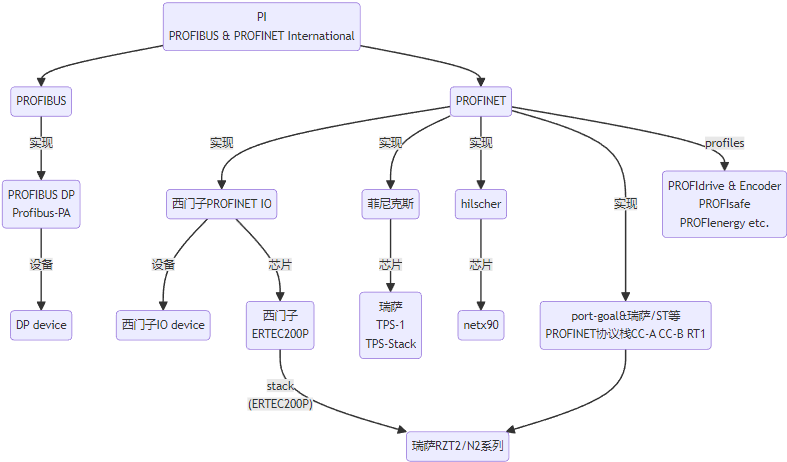 PI
PROFIBUS & PROFINET International
PROFIBUS
PROFINET
实现
实现
实现
实现
profiles
PROFIBUS DP
Profibus-PA
西门子PROFINET IO
菲尼克斯
hilscher
实现
PROFIdrive & Encoder
PROFIsafe
PROFIenergy etc.
设备
设备
芯片
芯片
芯片
DP device
西门子IO device
西门子
ERTEC200P
瑞萨
TPS-1
TPS-Stack
netx90
port-goal&瑞萨/ST等
PROFINET协议栈CC-A CC-B RT1
stack
(ERTEC200P)
瑞萨RZT2/N2系列